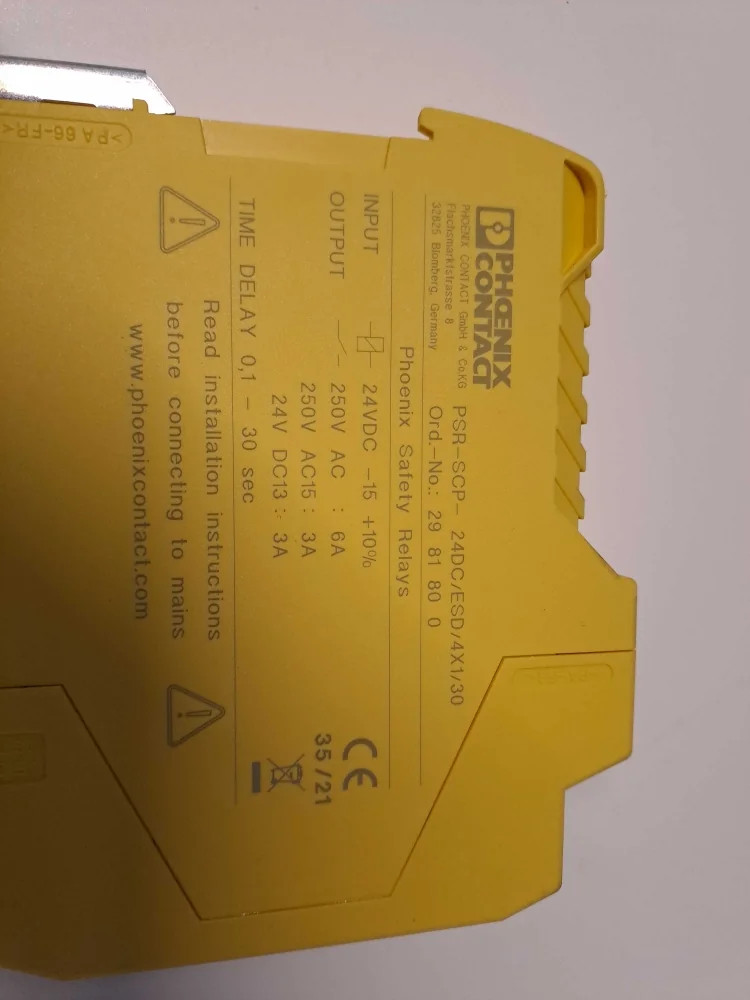 PHŒNIX
CONTACT
PHOENIX CONTACT GmbH & Co.KG
Flachsmarktstrasse 8
32825 Blomberg, Germany
PSR-SCP- 24DC/ESD/4X1/30
Ord.-No.: 29 81 80 0
Phoenix Safety Relays
INPUT 24VDC -15 +10%
OUTPUT 250V AC : 6A
250V AC15 : 3A
24V DC13 : 3A
TIME DELAY 0,1 - 30 sec
CE
35/21
Read installation instructions
before connecting to mains
www.phoenixcontact.com
>PA 66-FR<